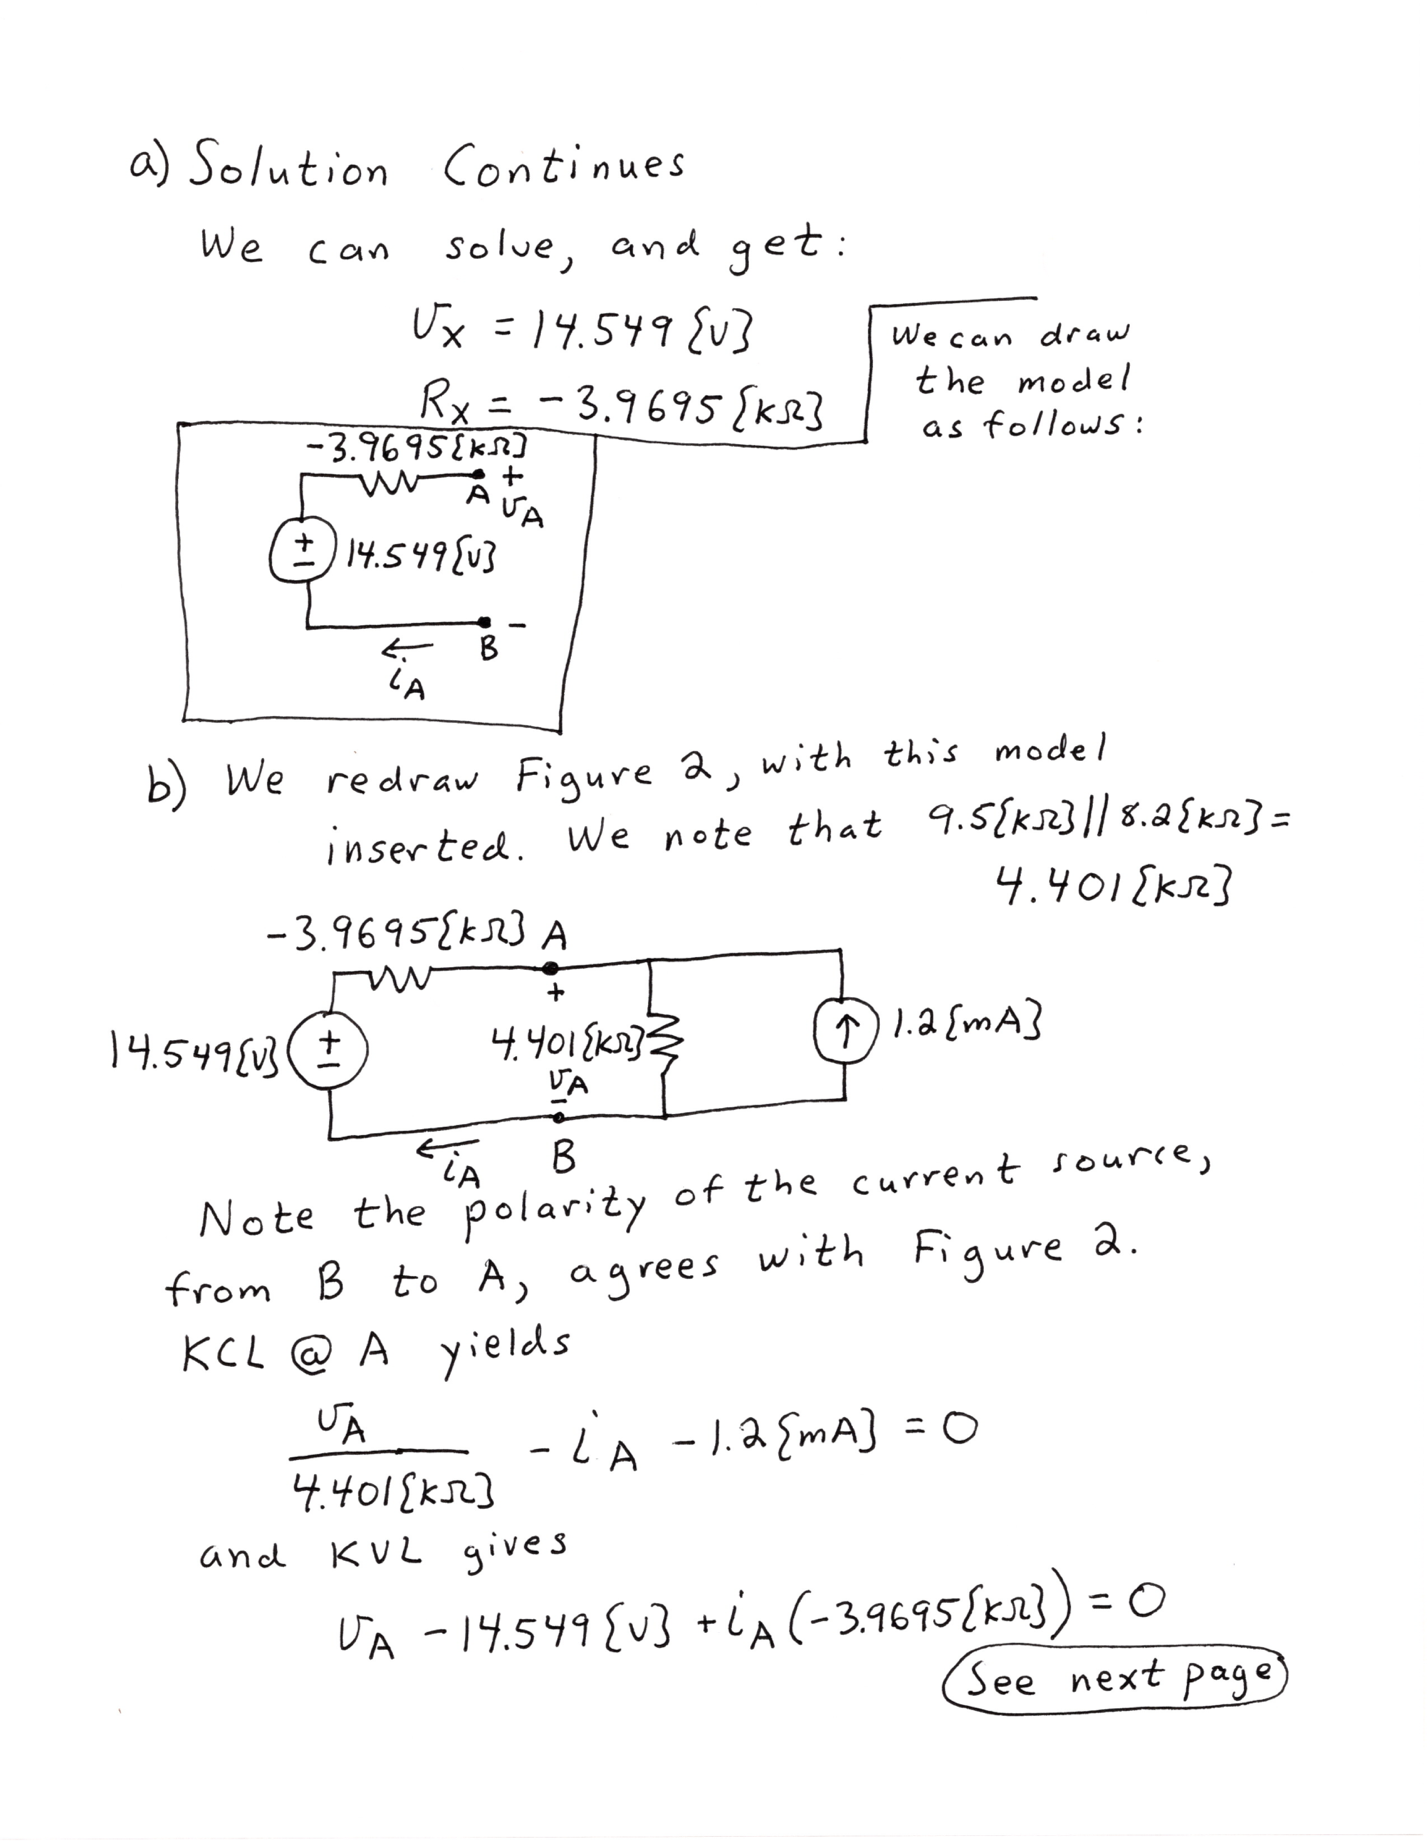 a) Solution Continues
We can solve, and get:
vX = 14.549 {V}
RX = -3.9695 {kΩ}
We can draw
the model
as follows:
-3.9695{kΩ}
A
+
vA
+
-
14.549{V}
B
-
←
iA
b) We redraw Figure 2, with this model
inserted. We note that 9.5{kΩ}||8.2{kΩ}=
4.401{kΩ}
-3.9695{kΩ} A
+
14.549{V}
+
-
4.401{kΩ}
vA
-
↑
1.2{mA}
←
iA
B
Note the polarity of the current source,
from B to A, agrees with Figure 2.
KCL @ A yields
vA
4.401{kΩ}
- iA - 1.2{mA} = 0
and KVL gives
vA - 14.549{V} + iA(-3.9695{kΩ}) = 0
See next page